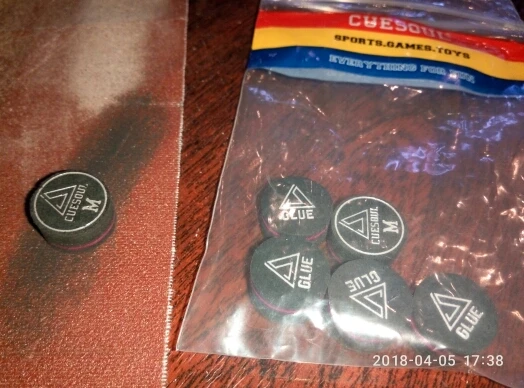 CUESOUL
SPORTS.GAMES.TOYS
EVERYTHING FOR FUN
CUESOUL
M
GLUE
CUESOUL
M
GLUE
GLUE
GLUE
2018-04-05 17:38